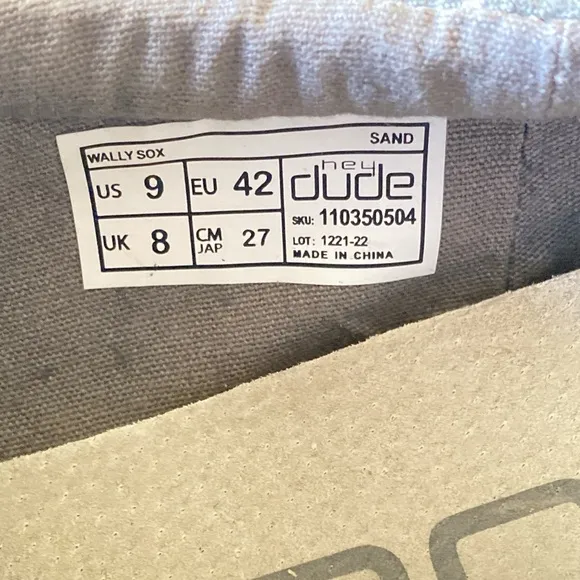 WALLY SOX SAND
US 9 EU 42
hey
dude
SKU: 110350504
UK 8 CM JAP 27
LOT: 1221-22
MADE IN CHINA